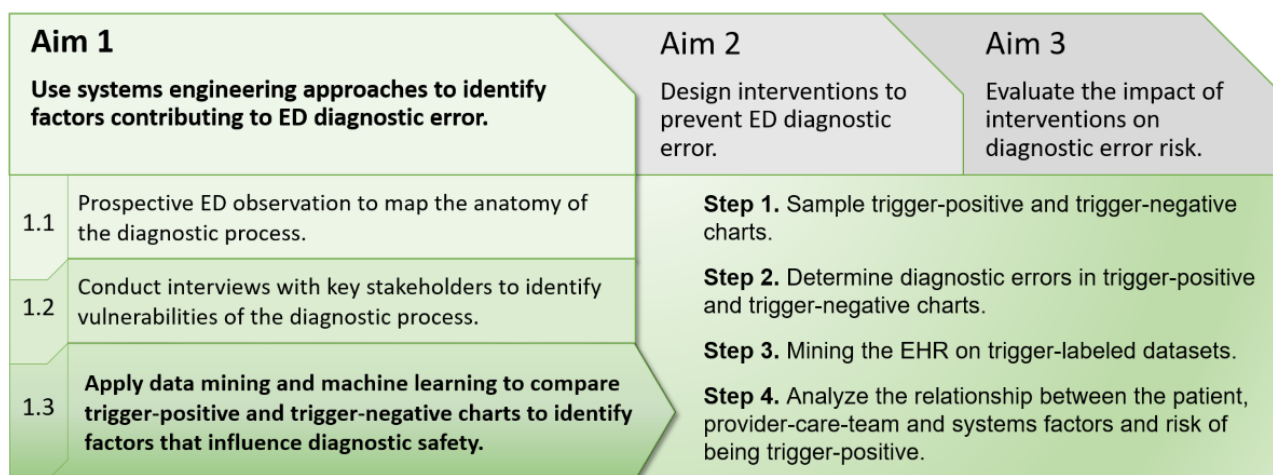 Aim 1
Use systems engineering approaches to identify
factors contributing to ED diagnostic error.
Aim 2
Design interventions to
prevent ED diagnostic
error.
Aim 3
Evaluate the impact of
interventions on
diagnostic error risk.
1.1
Prospective ED observation to map the anatomy of
the diagnostic process.
1.2
Conduct interviews with key stakeholders to identify
vulnerabilities of the diagnostic process.
1.3
Apply data mining and machine learning to compare
trigger-positive and trigger-negative charts to identify
factors that influence diagnostic safety.
Step 1. Sample trigger-positive and trigger-negative
charts.
Step 2. Determine diagnostic errors in trigger-positive
and trigger-negative charts.
Step 3. Mining the EHR on trigger-labeled datasets.
Step 4. Analyze the relationship between the patient,
provider-care-team and systems factors and risk of
being trigger-positive.